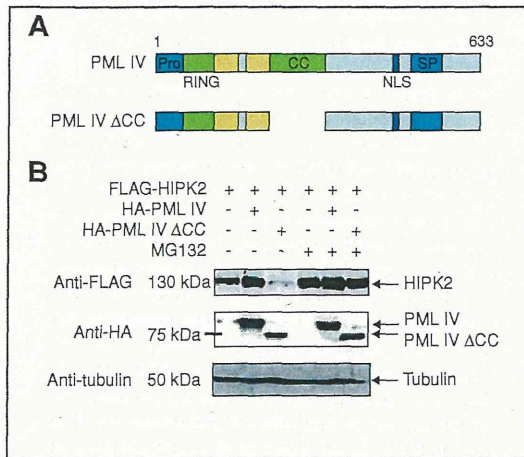 A
1 633
PML IV Pro CC SP
RING NLS
PML IV ΔCC
B
FLAG-HIPK2 + + + + + +
HA-PML IV - + - - + -
HA-PML IV ΔCC - - + - - +
MG132 - - - + + +
Anti-FLAG 130 kDa HIPK2
Anti-HA 75 kDa PML IV
PML IV ΔCC
Anti-tubulin 50 kDa Tubulin